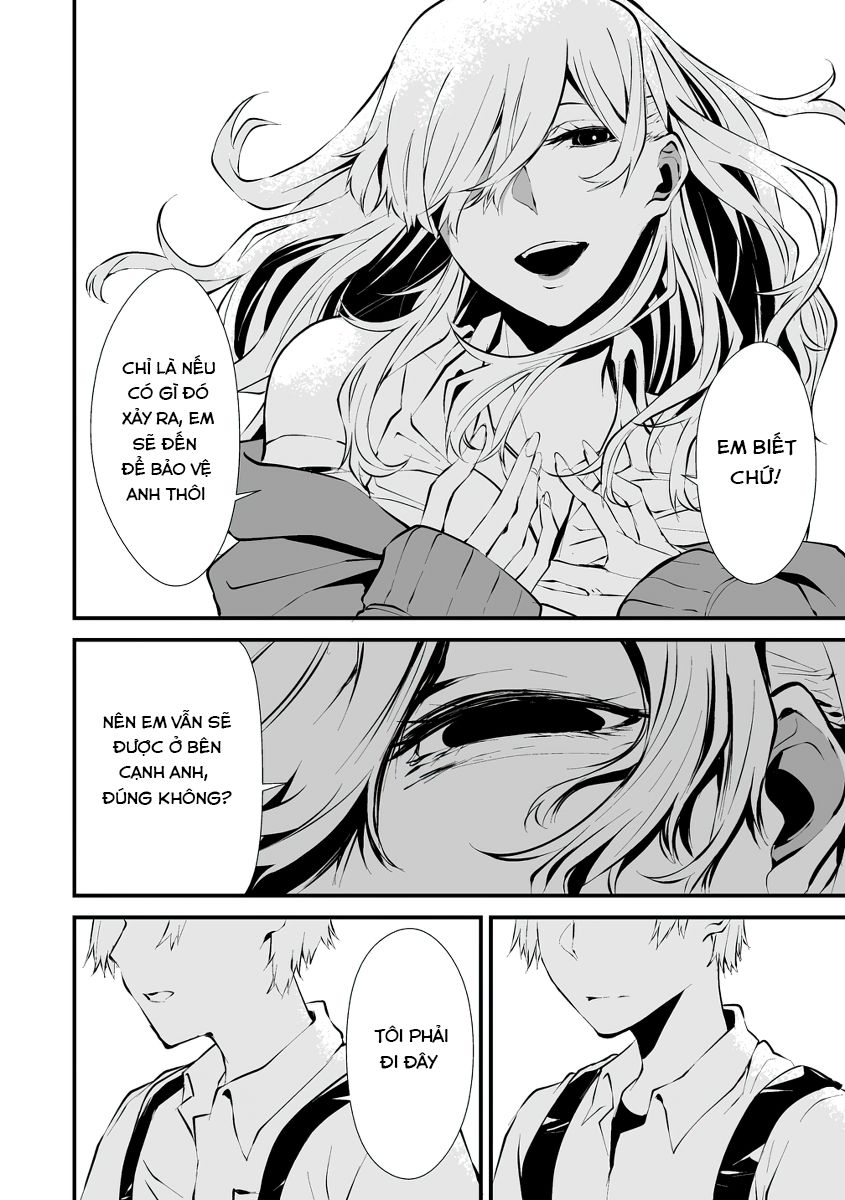 EM BIẾT
CHỨ!
CHỈ LÀ NẾU
CÓ GÌ ĐÓ
XẢY RA, EM
SẼ ĐẾN
ĐỂ BẢO VỆ
ANH THÔI
NÊN EM VẪN SẼ
ĐƯỢC Ở BÊN
CẠNH ANH,
ĐÚNG KHÔNG?
TÔI PHẢI
ĐI ĐÂY